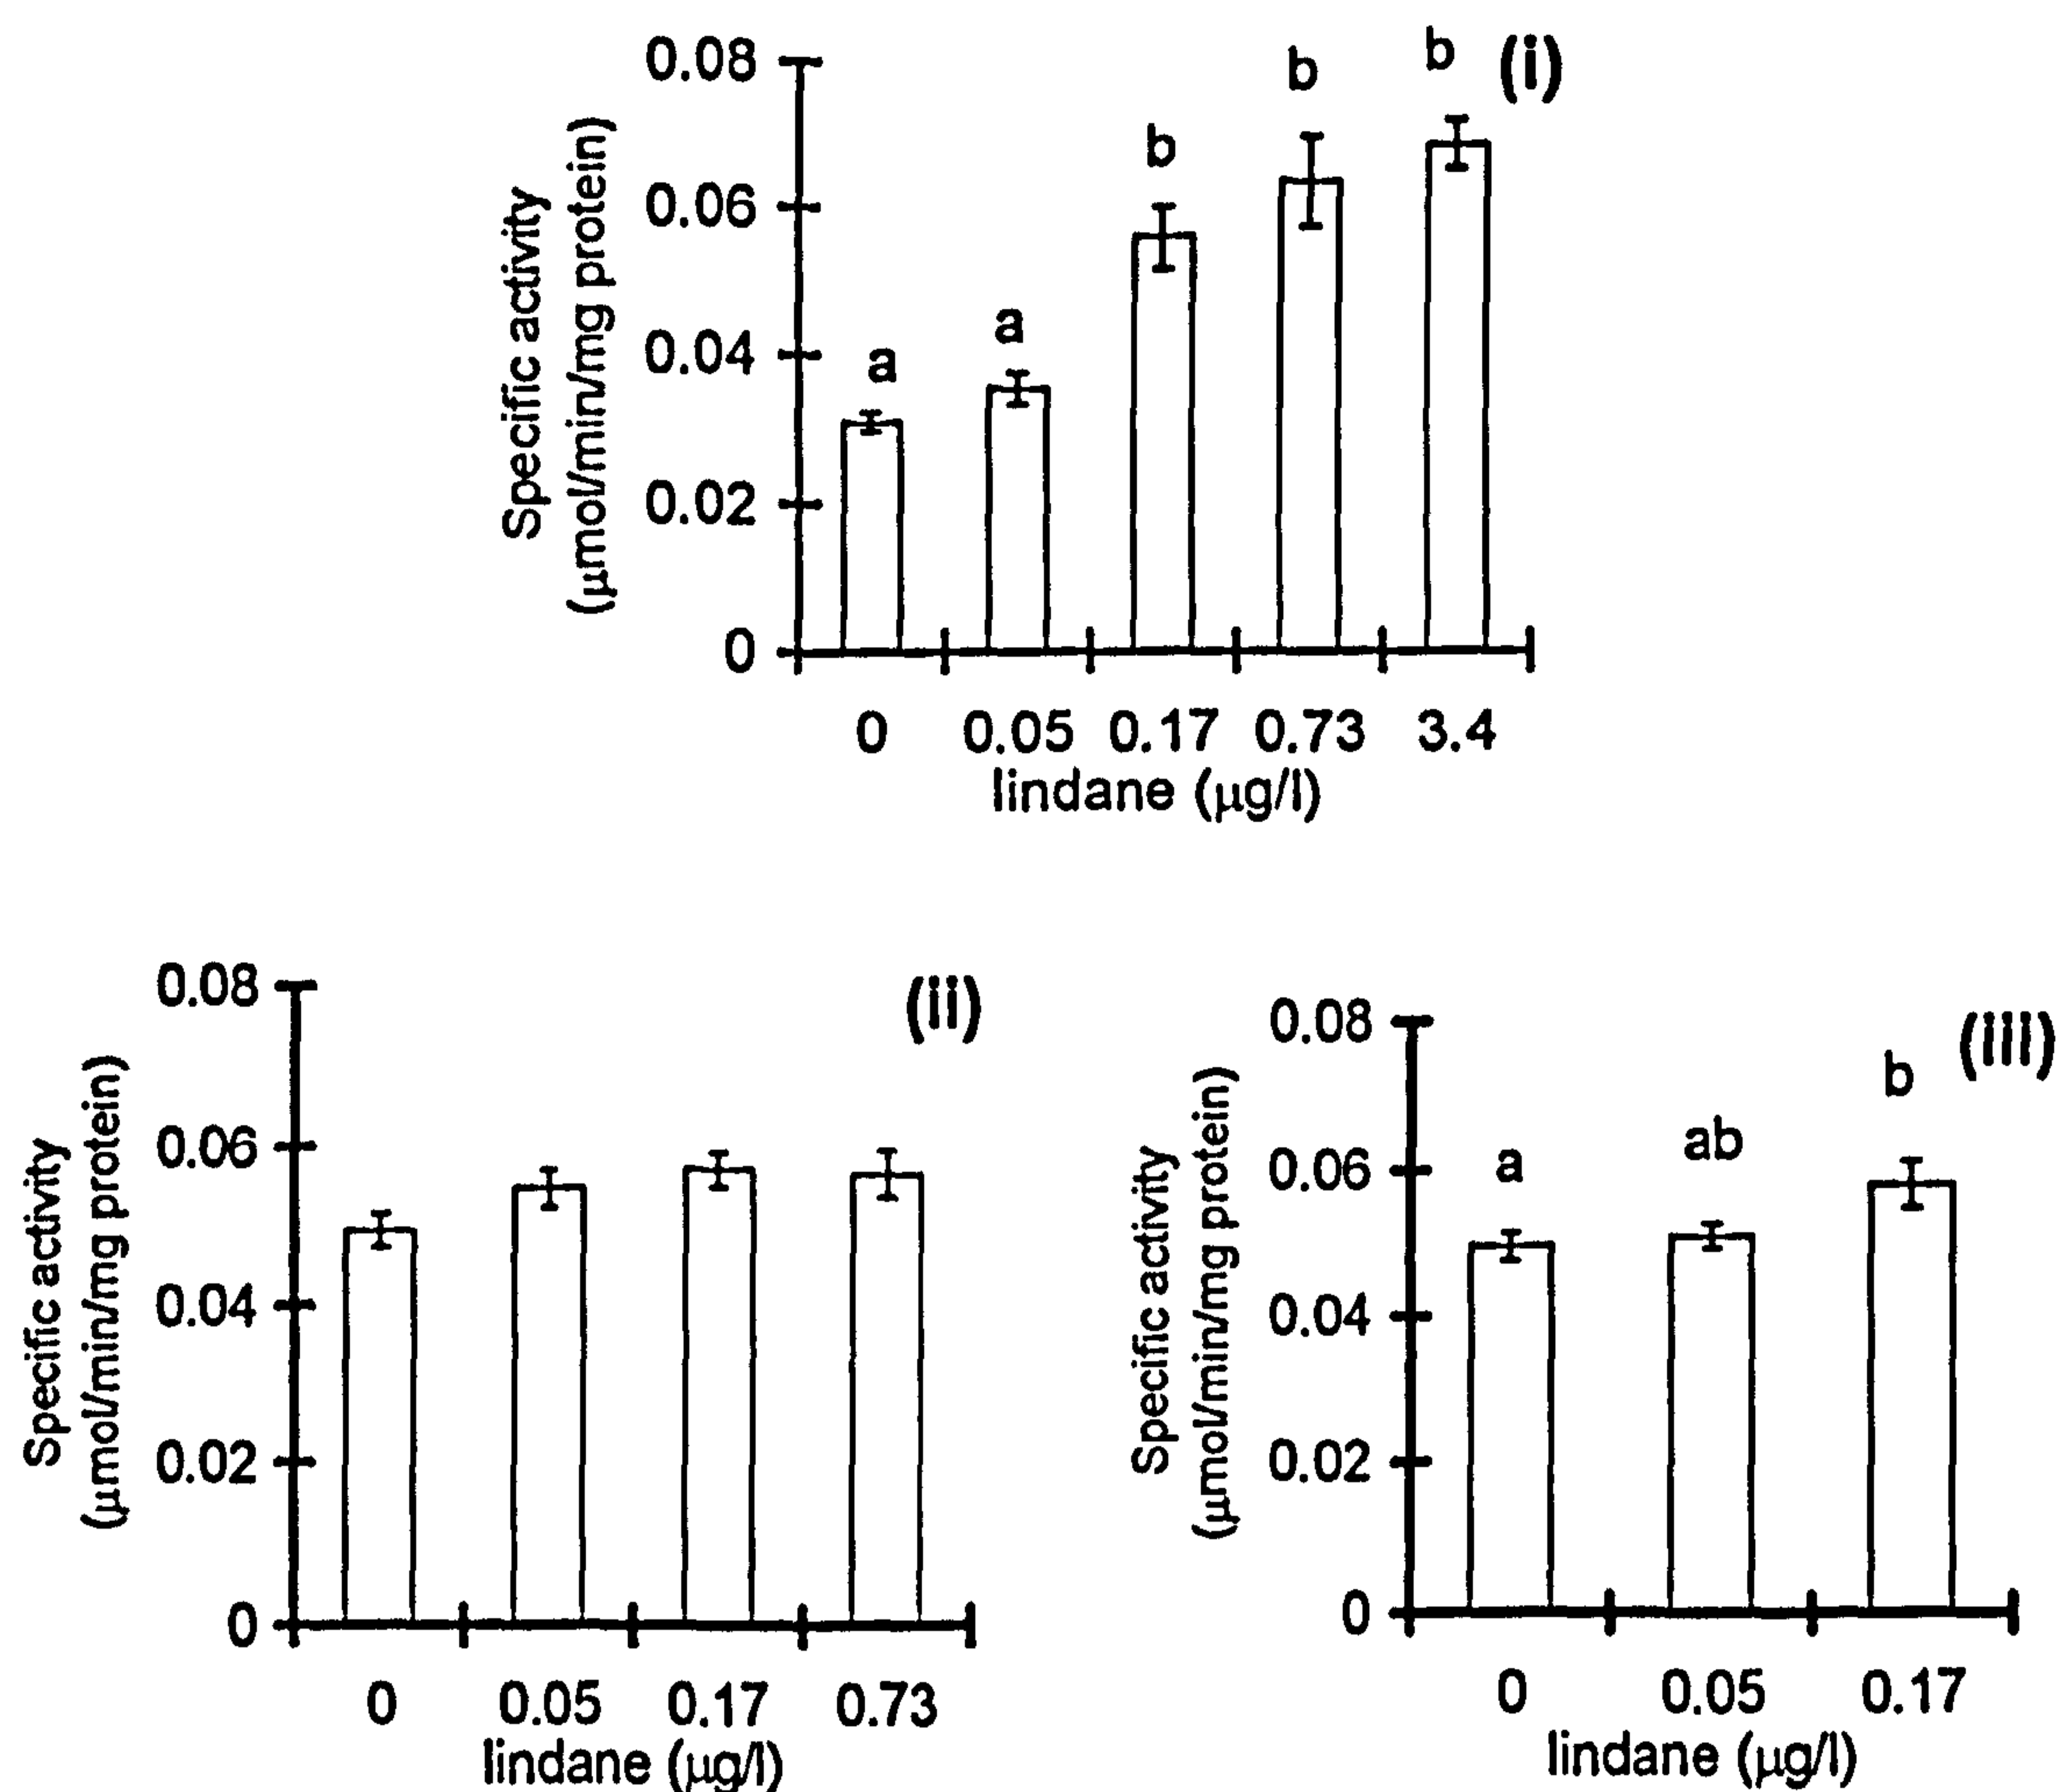 (i)
Specific activity
(µmol/min/mg protein)
0.08
0.06
0.04
0.02
0
a
a
b
b
b
0 0.05 0.17 0.73 3.4
lindane (µg/l)
(ii)
Specific activity
(µmol/min/mg protein)
0.08
0.06
0.04
0.02
0
0 0.05 0.17 0.73
lindane (µg/l)
(iii)
Specific activity
(µmol/min/mg protein)
0.08
0.06
0.04
0.02
0
a
ab
b
0 0.05 0.17
lindane (µg/l)